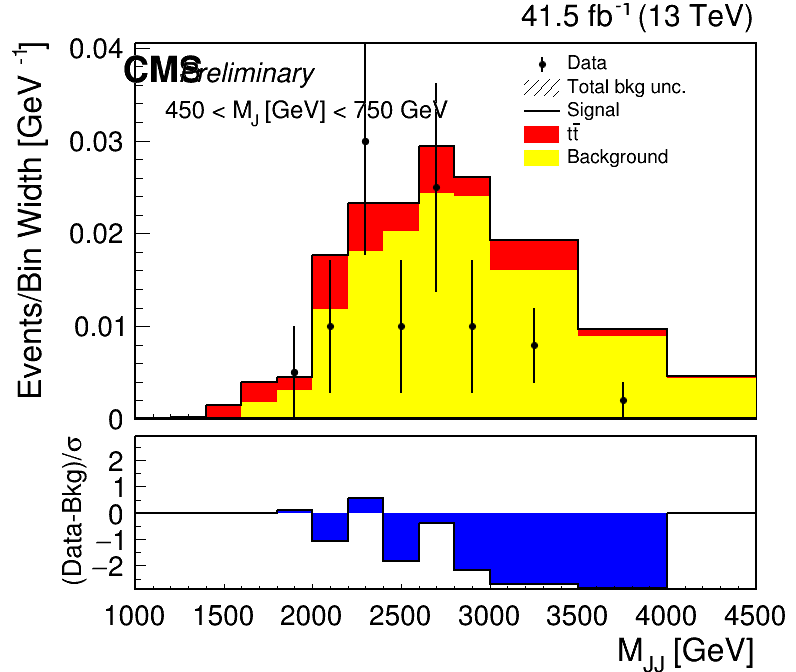 41.5 fb⁻¹ (13 TeV)
CMS Preliminary
450 < M_J [GeV] < 750 GeV
Data
Total bkg unc.
Signal
tt̄
Background
Events/Bin Width [GeV⁻¹]
0.04
0.03
0.02
0.01
0
(Data-Bkg)/σ
2
1
0
−1
−2
1000 1500 2000 2500 3000 3500 4000 4500
M_JJ [GeV]